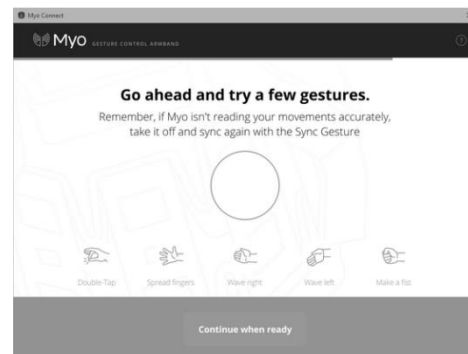 Myo Connect
Myo GESTURE CONTROL ARMBAND
?
Go ahead and try a few gestures.
Remember, if Myo isn't reading your movements accurately,
take it off and sync again with the Sync Gesture
Double-Tap Spread fingers Wave right Wave left Make a fist
Continue when ready